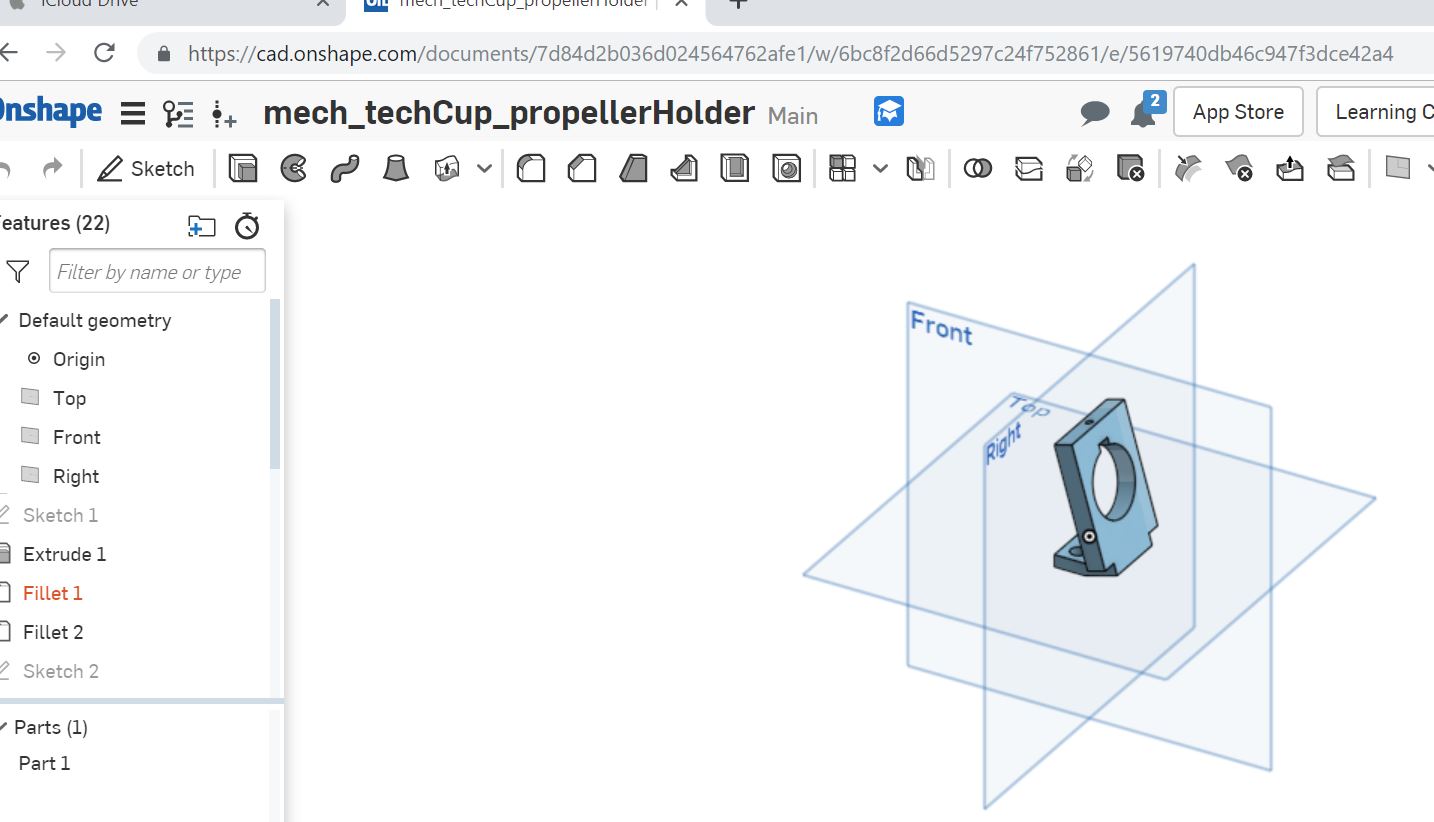 iCloud Drive
mech_techCup_propellerHolder
https://cad.onshape.com/documents/7d84d2b036d024564762afe1/w/6bc8f2d66d5297c24f752861/e/5619740db46c947f3dce42a4
nshape mech_techCup_propellerHolder Main 2 App Store Learning C
Sketch
eatures (22)
Filter by name or type
Default geometry
Origin
Top
Front
Right
Sketch 1
Extrude 1
Fillet 1
Fillet 2
Sketch 2
Parts (1)
Part 1
Front
Top
Right